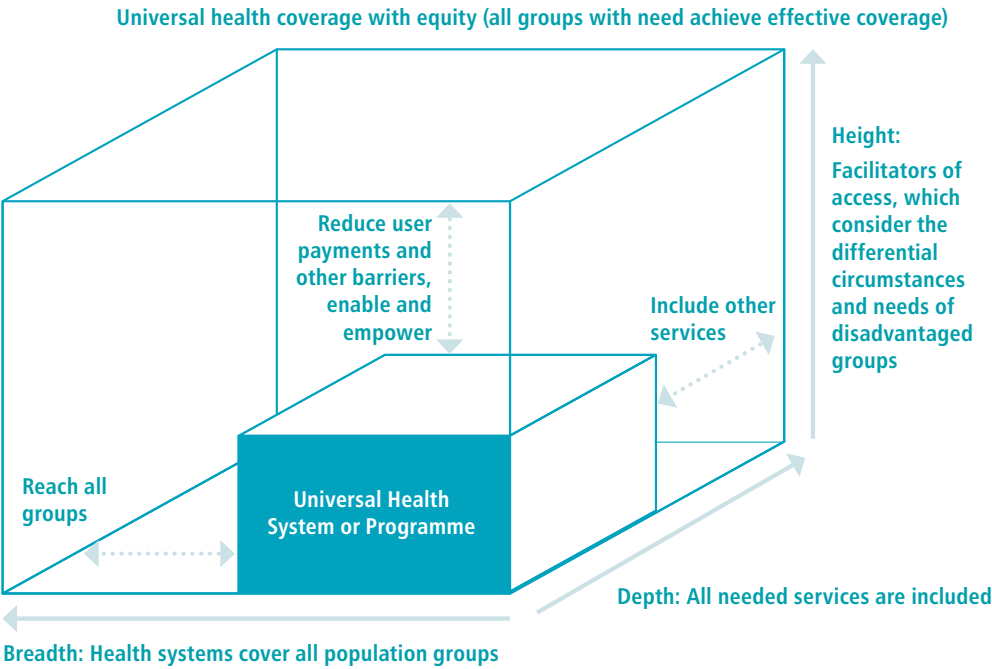 Universal health coverage with equity (all groups with need achieve effective coverage)
Height:
Facilitators of
access, which
consider the
differential
circumstances
and needs of
disadvantaged
groups
Reduce user
payments and
other barriers,
enable and
empower
Include other
services
Reach all
groups
Universal Health
System or Programme
Depth: All needed services are included
Breadth: Health systems cover all population groups